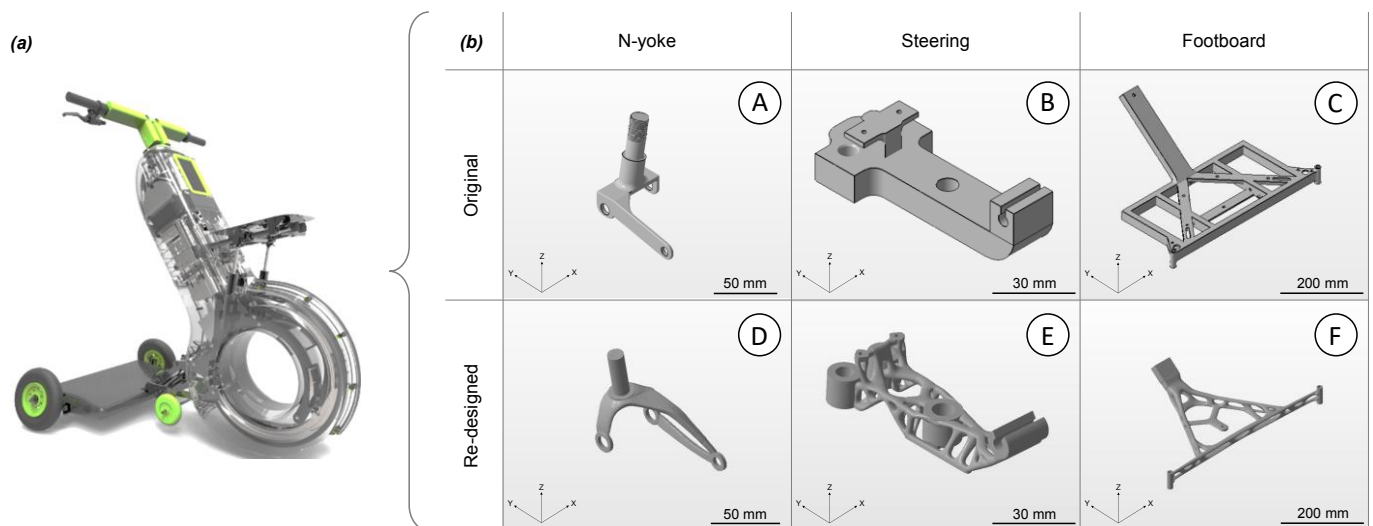 (a)
(b) N-yoke Steering Footboard
Original
A
B
C
Z
Y X
50 mm
Z
Y X
30 mm
Z
Y X
200 mm
Re-designed
D
E
F
Z
Y X
50 mm
Z
Y X
30 mm
Z
Y X
200 mm